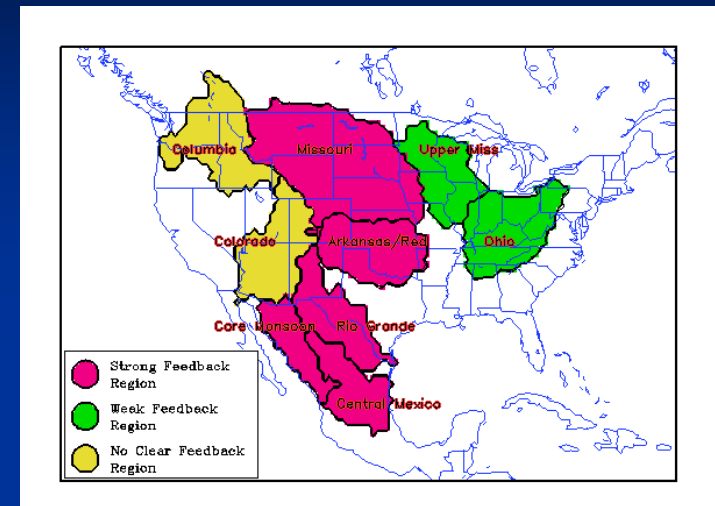 Columbia
Missouri
Upper Miss
Colorado
Arkansas/Red
Ohio
Core Monsoon
Rio Grande
Central Mexico
Strong Feedback
Region
Weak Feedback
Region
No Clear Feedback
Region